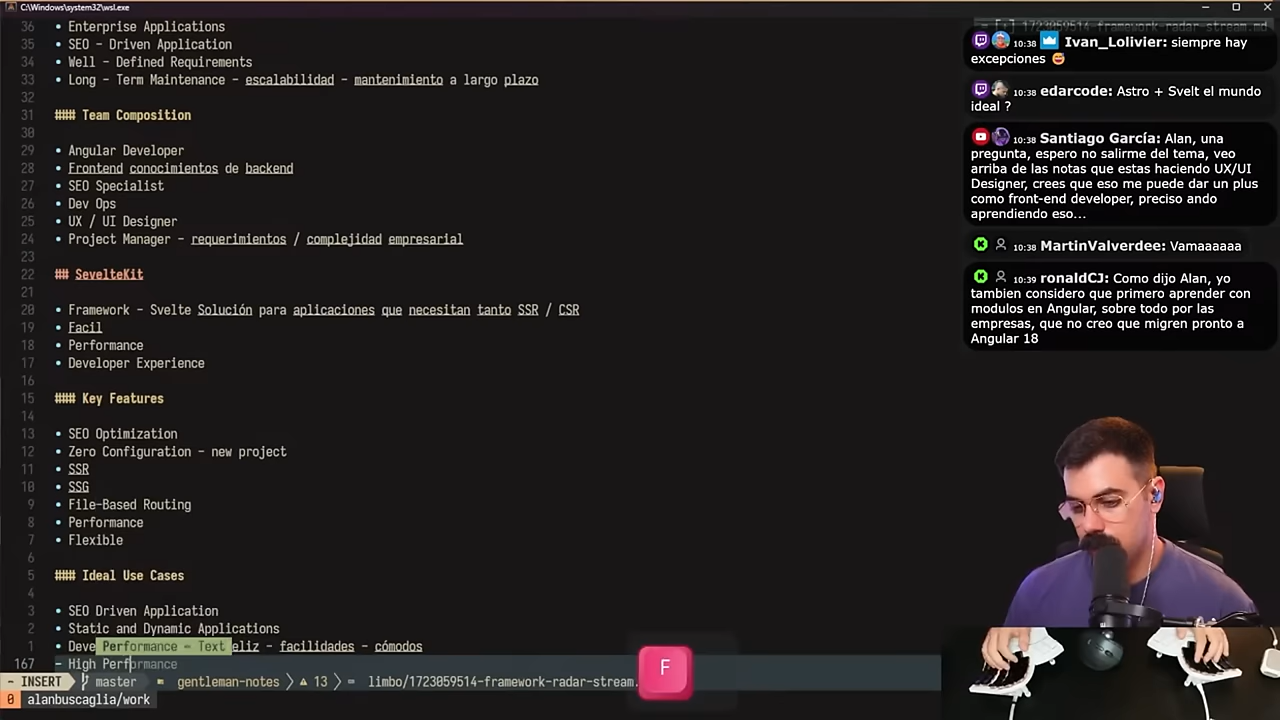 C:\Windows\system32\wsl.exe
36 • Enterprise Applications
35 • SEO - Driven Application
34 • Well - Defined Requirements
33 • Long - Term Maintenance - escalabilidad - mantenimiento a largo plazo
32
31 ### Team Composition
30
29 • Angular Developer
28 • Frontend conocimientos de backend
27 • SEO Specialist
26 • Dev Ops
25 • UX / UI Designer
24 • Project Manager - requerimientos / complejidad empresarial
23
22 ## SevelteKit
21
20 • Framework - Svelte Solución para aplicaciones que necesitan tanto SSR / CSR
19 • Facil
18 • Performance
17 • Developer Experience
16
15 ### Key Features
14
13 • SEO Optimization
12 • Zero Configuration - new project
11 • SSR
10 • SSG
9 • File-Based Routing
8 • Performance
7 • Flexible
6
5 ### Ideal Use Cases
4
3 • SEO Driven Application
2 • Static and Dynamic Applications
1 • Deve Performance = Text eliz - facilidades - cómodos
167 - High Performance
- INSERT master gentleman-notes 13 limbo/1723059514-framework-radar-stream.
0 alanbuscaglia/work
1723059514-framework-radar-stream.md
10:38 Ivan_Lolivier: siempre hay
excepciones
10:38 edarcode: Astro + Svelt el mundo
ideal ?
10:38 Santiago García: Alan, una
pregunta, espero no salirme del tema, veo
arriba de las notas que estas haciendo UX/UI
Designer, crees que eso me puede dar un plus
como front-end developer, preciso ando
aprendiendo eso...
10:38 MartinValverdee: Vamaaaaaa
10:39 ronaldCJ: Como dijo Alan, yo
tambien considero que primero aprender con
modulos en Angular, sobre todo por las
empresas, que no creo que migren pronto a
Angular 18
F